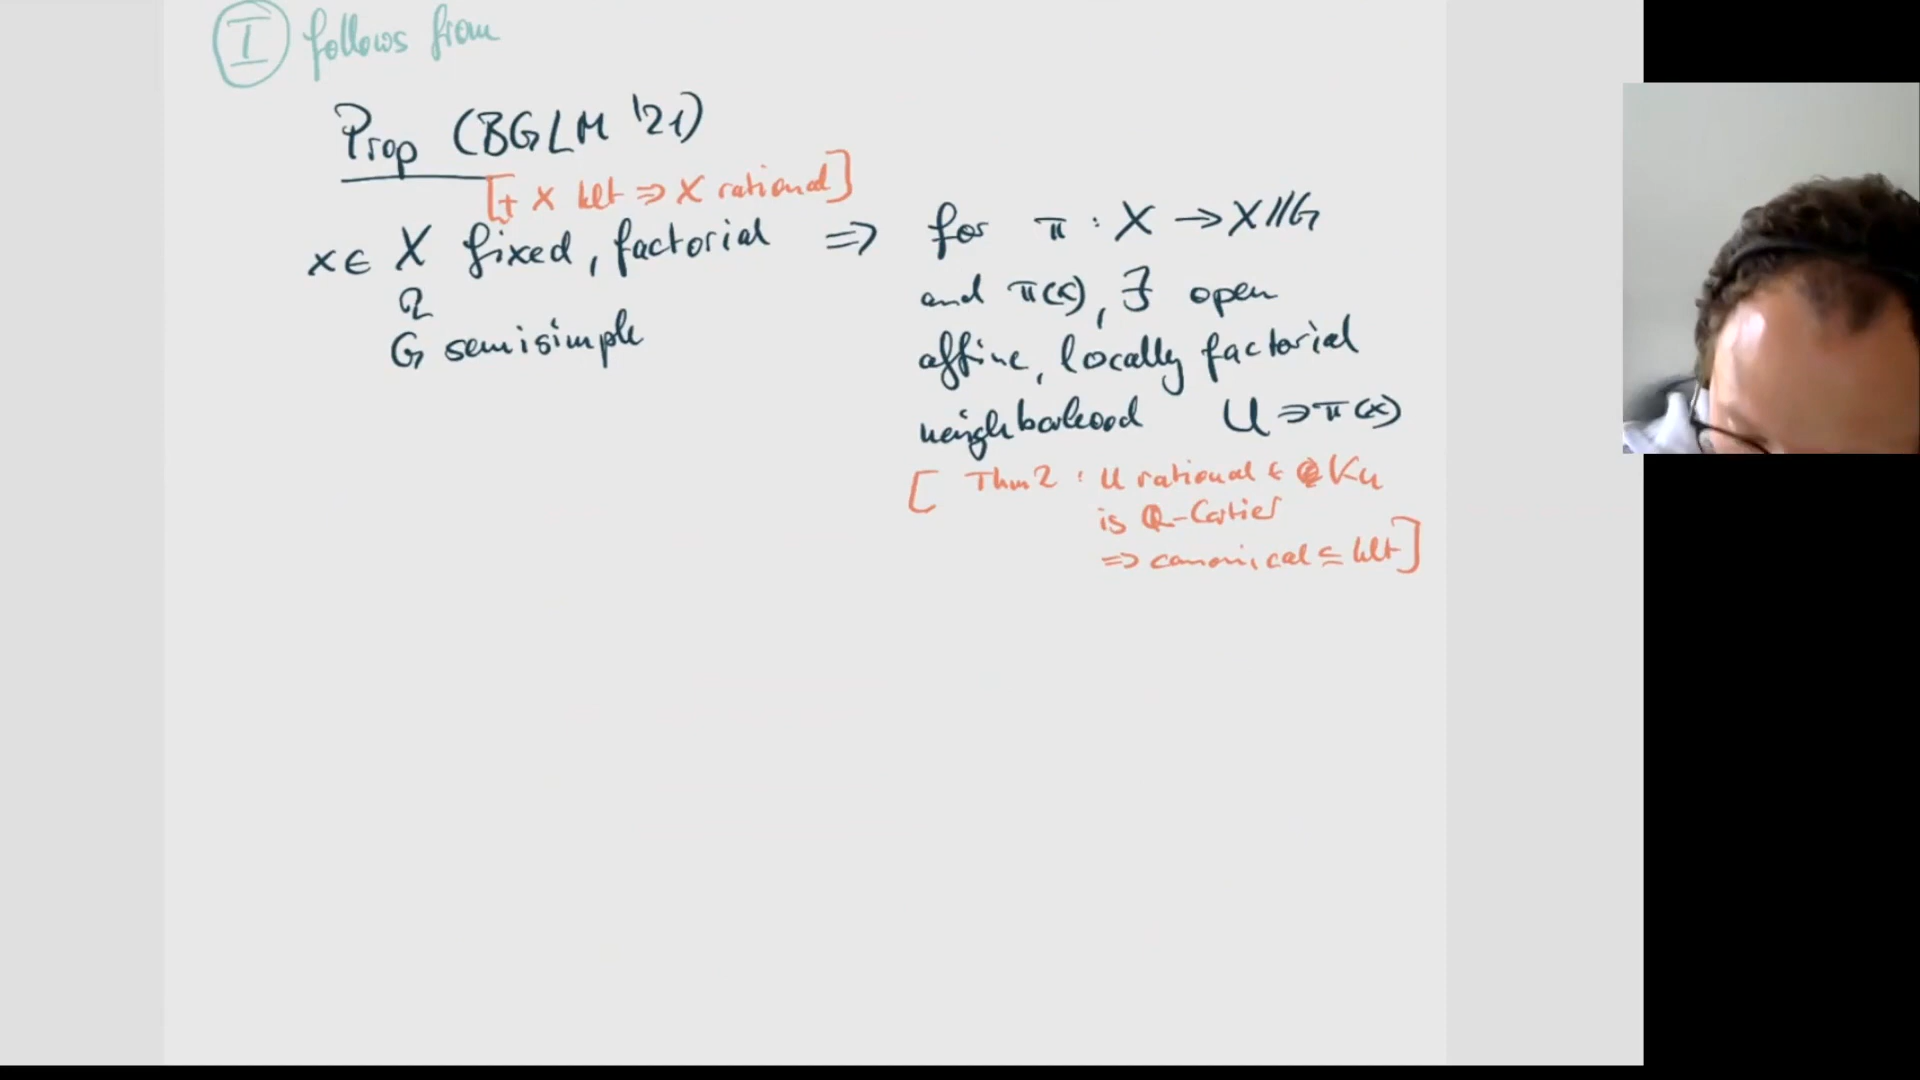 I follows from
Prop (BGLM '21)
[+ X klt ⇒ X rational]
x ∈ X fixed, factorial ⇒ for π : X → X//G
and π(x), ∃ open
G semisimple
affine, locally factorial
neighborhood U ∋ π(x)
[ Thm 2 : U rational & K_U
is Q-Cartier
⇒ canonical ⊆ klt]